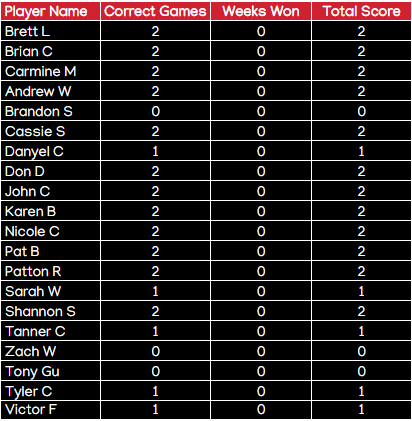 Player Name Correct Games Weeks Won Total Score
Brett L 2 0 2
Brian C 2 0 2
Carmine M 2 0 2
Andrew W 2 0 2
Brandon S 0 0 0
Cassie S 2 0 2
Danyel C 1 0 1
Don D 2 0 2
John C 2 0 2
Karen B 2 0 2
Nicole C 2 0 2
Pat B 2 0 2
Patton R 2 0 2
Sarah W 1 0 1
Shannon S 2 0 2
Tanner C 1 0 1
Zach W 0 0 0
Tony Gu 0 0 0
Tyler C 1 0 1
Victor F 1 0 1